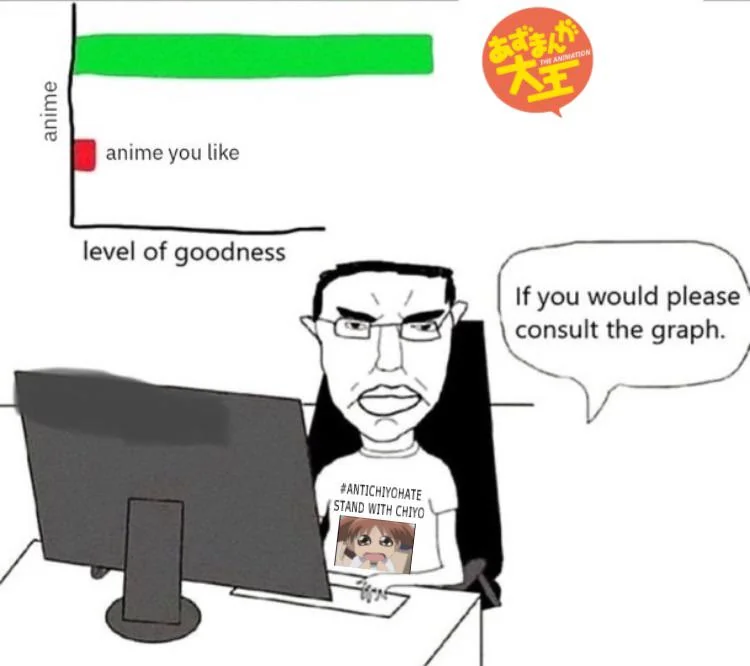 あずまんが
THE ANIMATION
大王
anime
anime you like
level of goodness
If you would please
consult the graph.
#ANTICHIYOHATE
STAND WITH CHIYO